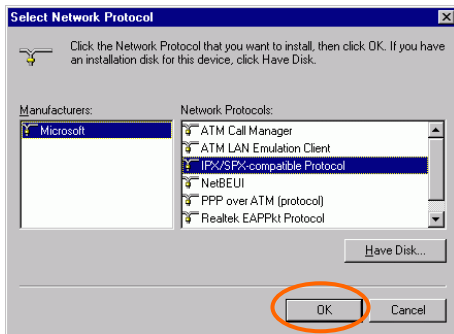 Select Network Protocol
Click the Network Protocol that you want to install, then click OK. If you have
an installation disk for this device, click Have Disk.
Manufacturers:
Microsoft
Network Protocols:
ATM Call Manager
ATM LAN Emulation Client
IPX/SPX-compatible Protocol
NetBEUI
PPP over ATM (protocol)
Realtek EAPPkt Protocol
Have Disk...
OK
Cancel